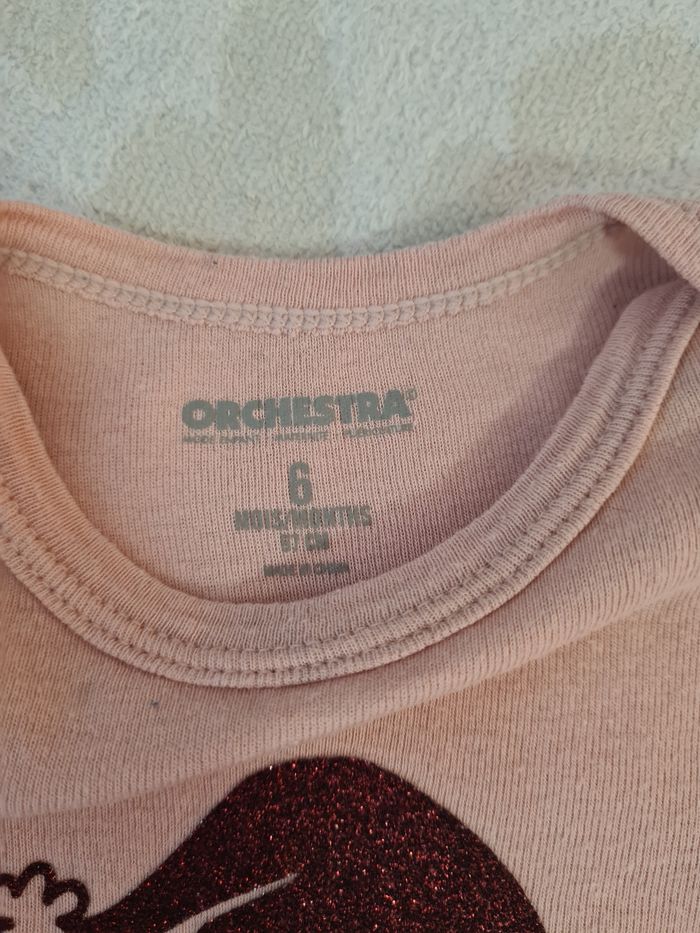 ORCHESTRA
6
MOIS/MONTHS
67 CM
MADE IN CHINA